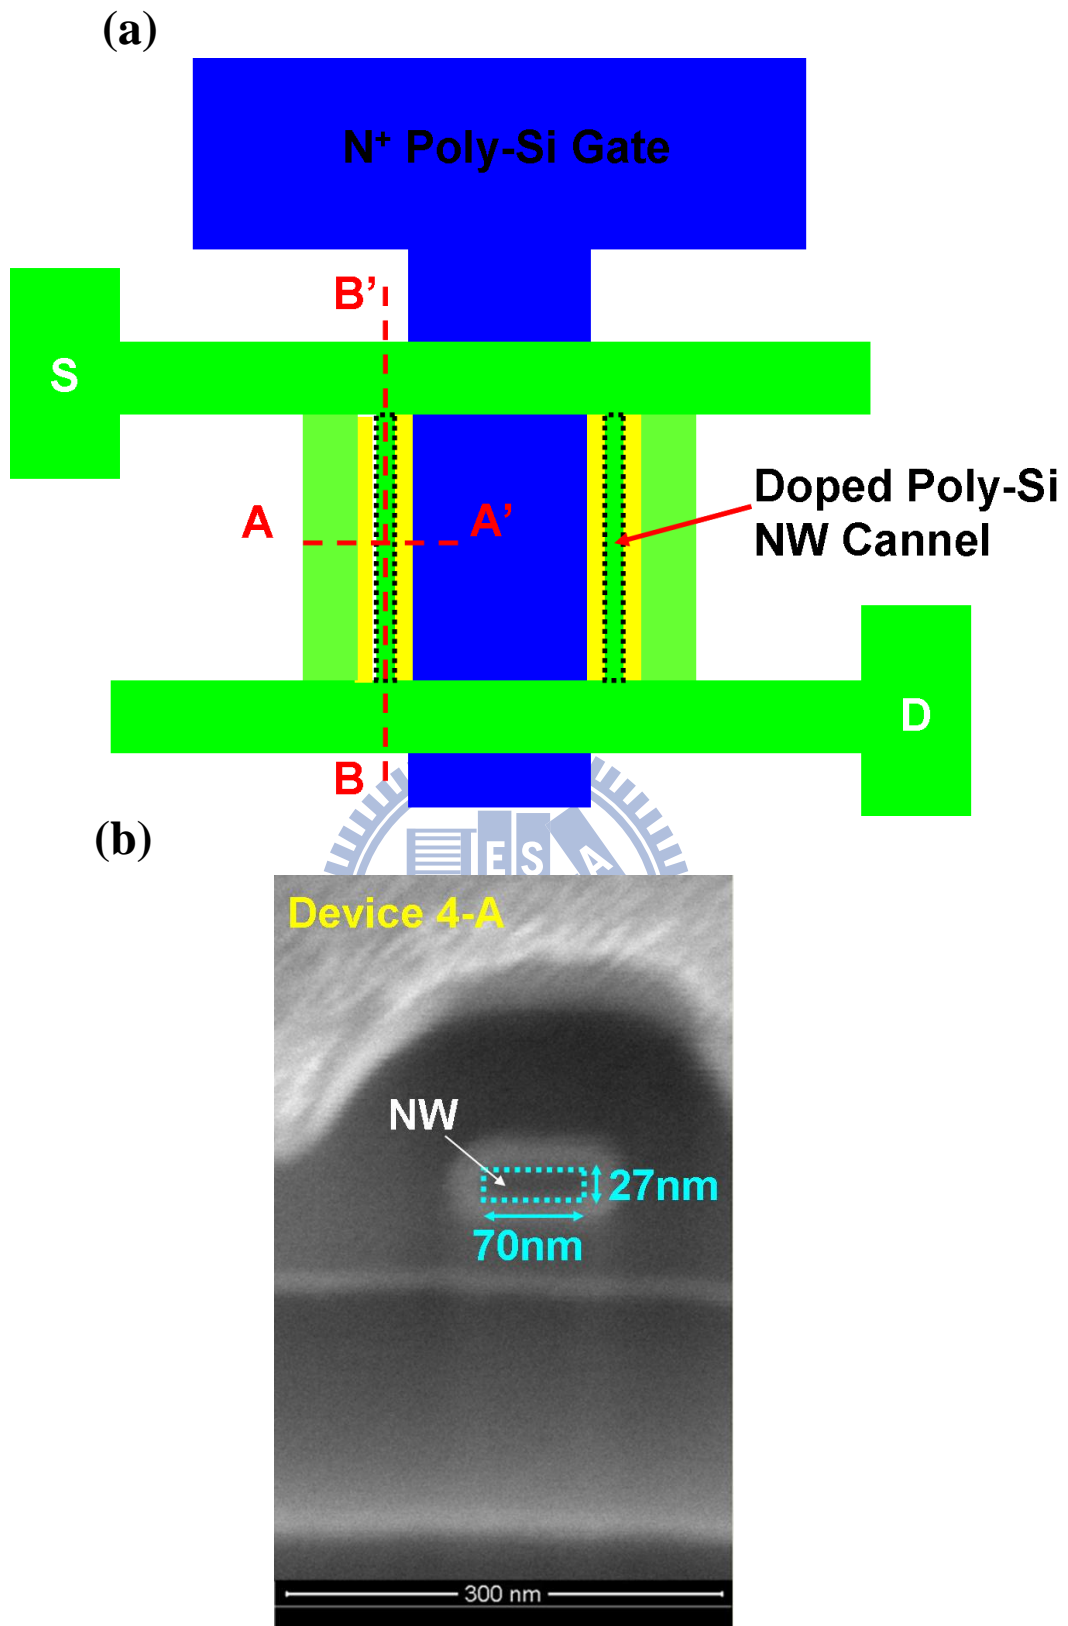 (a)
N⁺ Poly-Si Gate
B’
S
Doped Poly-Si
NW Cannel
A
A’
D
B
(b)
E S A
Device 4-A
NW
27nm
70nm
300 nm